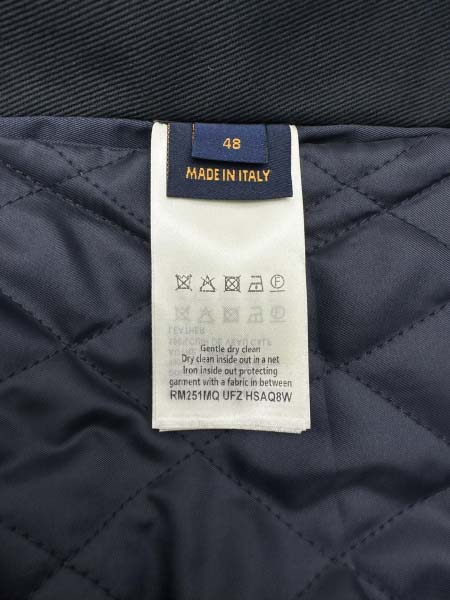 48
MADE IN ITALY
F
Gentle dry clean
Dry clean inside out in a net
Iron inside out protecting
garment with a fabric in between
RM251MQ UFZ HSAQ8W